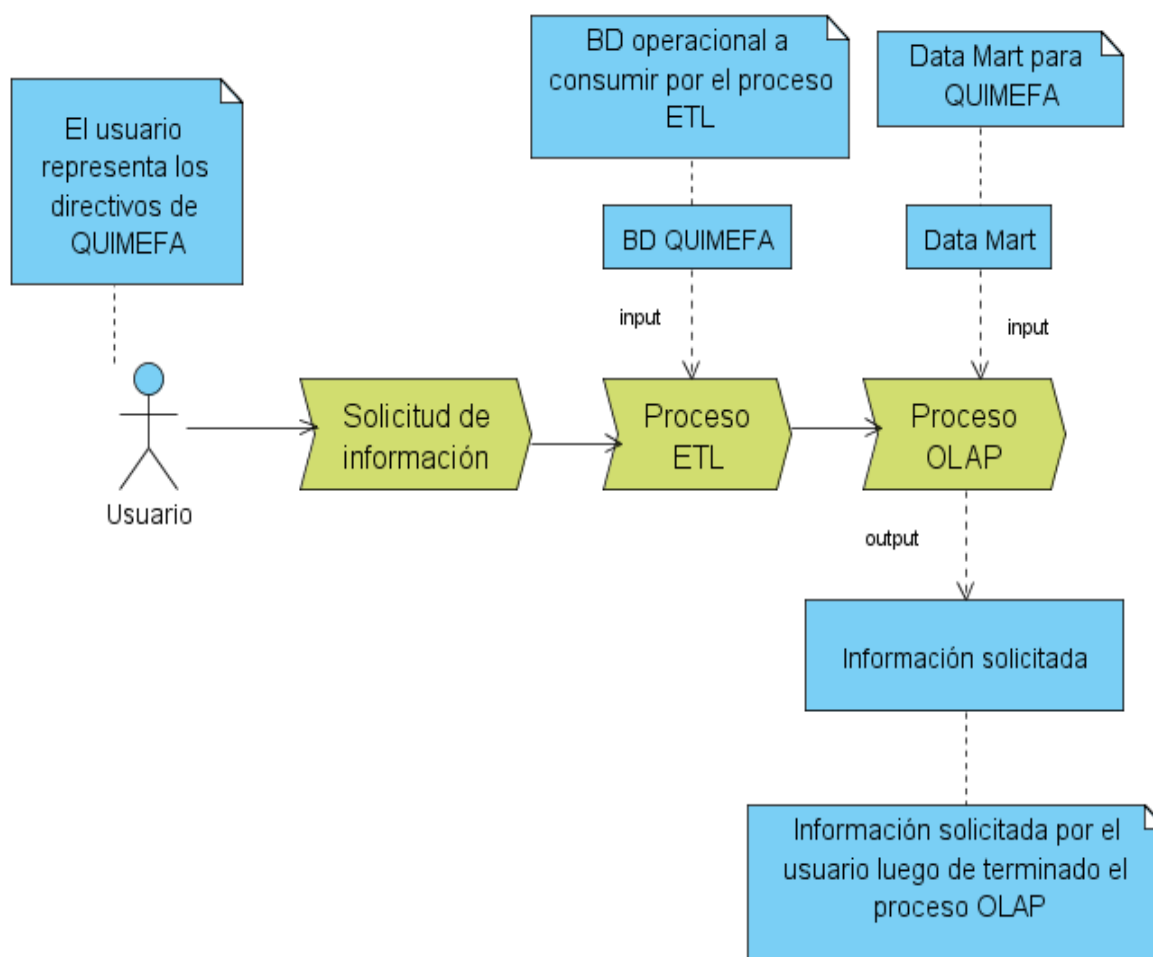 BD operacional a
consumir por el proceso
ETL
Data Mart para
QUIMEFA
El usuario
representa los
directivos de
QUIMEFA
BD QUIMEFA
Data Mart
input
input
Solicitud de
información
Proceso
ETL
Proceso
OLAP
Usuario
output
Información solicitada
Información solicitada por el
usuario luego de terminado el
proceso OLAP